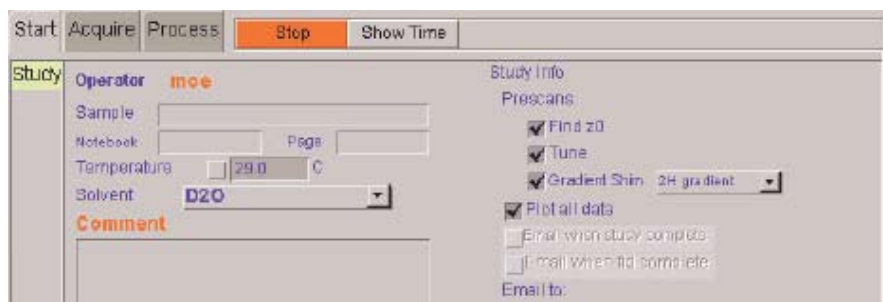 Start Acquire Process Stop Show Time
Study
Operator moe
Sample
Notebook Page
Temperature 29.0 C
Solvent D2O
Comment
Study Info
Prescans
Find z0
Tune
Gradient Shim 2H gradient
Plot all data
Email when study complete
E-mail when fid complete
Email to: